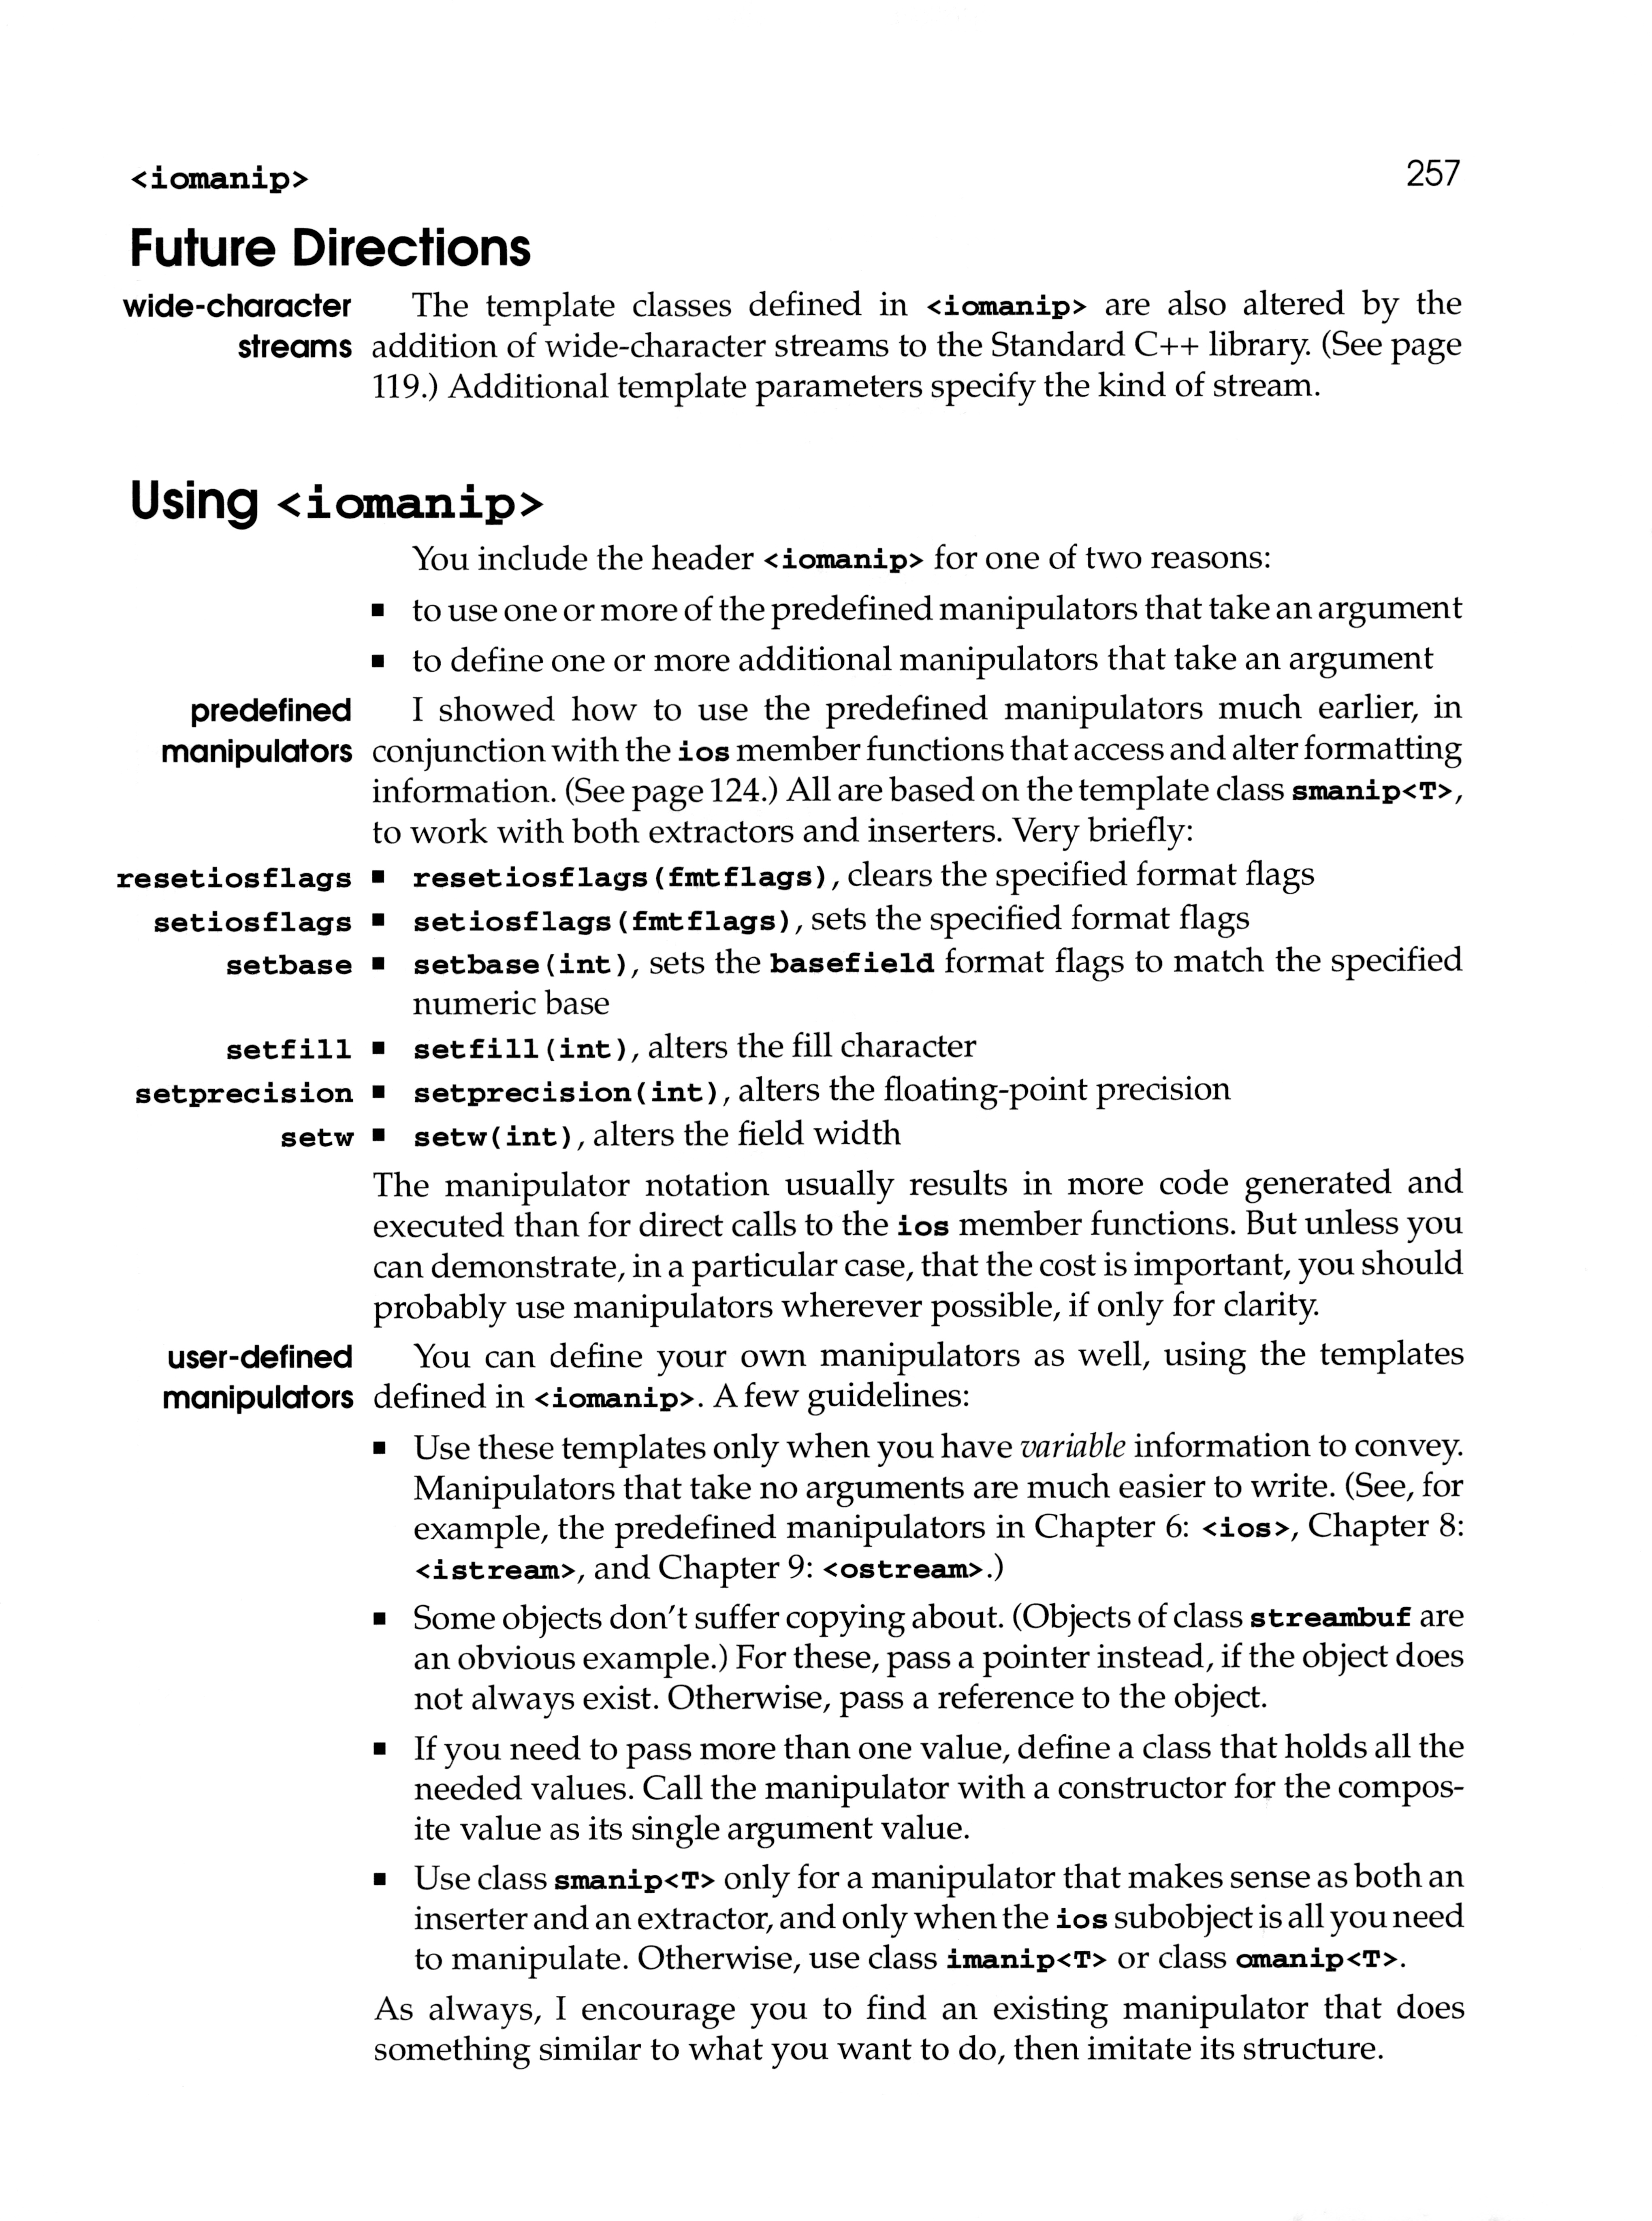 <iomanip> 257
Future Directions
wide-character The template classes defined in <iomanip> are also altered by the
streams addition of wide-character streams to the Standard C++ library. (See page
119.) Additional template parameters specify the kind of stream.
Using <iomanip>
You include the header <iomanip> for one of two reasons:
▪ to use one or more of the predefined manipulators that take an argument
▪ to define one or more additional manipulators that take an argument
predefined I showed how to use the predefined manipulators much earlier, in
manipulators conjunction with the ios member functions that access and alter formatting
information. (See page 124.) All are based on the template class smanip<T>,
to work with both extractors and inserters. Very briefly:
resetiosflags ▪ resetiosflags(fmtflags), clears the specified format flags
setiosflags ▪ setiosflags(fmtflags), sets the specified format flags
setbase ▪ setbase(int), sets the basefield format flags to match the specified
numeric base
setfill ▪ setfill(int), alters the fill character
setprecision ▪ setprecision(int), alters the floating-point precision
setw ▪ setw(int), alters the field width
The manipulator notation usually results in more code generated and
executed than for direct calls to the ios member functions. But unless you
can demonstrate, in a particular case, that the cost is important, you should
probably use manipulators wherever possible, if only for clarity.
user-defined You can define your own manipulators as well, using the templates
manipulators defined in <iomanip>. A few guidelines:
▪ Use these templates only when you have variable information to convey.
Manipulators that take no arguments are much easier to write. (See, for
example, the predefined manipulators in Chapter 6: <ios>, Chapter 8:
<istream>, and Chapter 9: <ostream>.)
▪ Some objects don't suffer copying about. (Objects of class streambuf are
an obvious example.) For these, pass a pointer instead, if the object does
not always exist. Otherwise, pass a reference to the object.
▪ If you need to pass more than one value, define a class that holds all the
needed values. Call the manipulator with a constructor for the compos-
ite value as its single argument value.
▪ Use class smanip<T> only for a manipulator that makes sense as both an
inserter and an extractor, and only when the ios subobject is all you need
to manipulate. Otherwise, use class imanip<T> or class omanip<T>.
As always, I encourage you to find an existing manipulator that does
something similar to what you want to do, then imitate its structure.